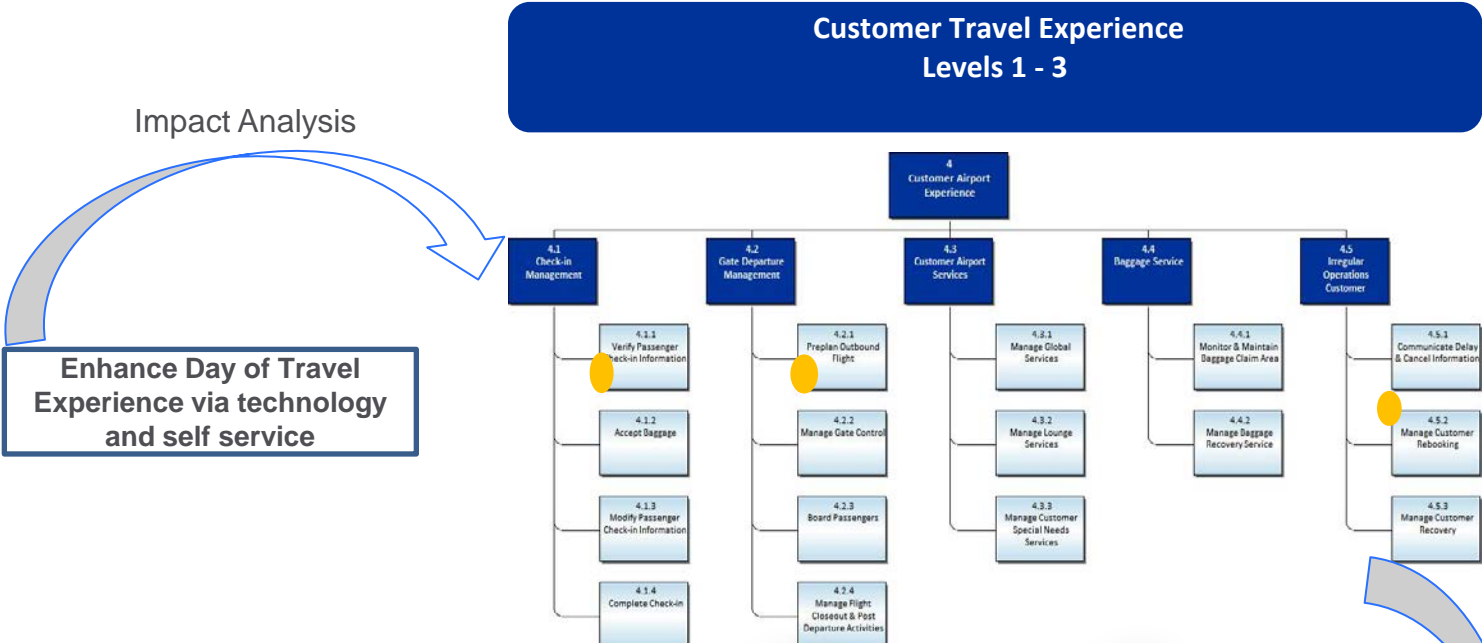 Customer Travel Experience
Levels 1 - 3
Impact Analysis
4
Customer Airport
Experience
4.1
Check-in
Management
4.2
Gate Departure
Management
4.3
Customer Airport
Services
4.4
Baggage Service
4.5
Irregular
Operations
Customer
Enhance Day of Travel
Experience via technology
and self service
4.1.1
Verify Passenger
Check-in Information
4.1.2
Accept Baggage
4.1.3
Modify Passenger
Check-in Information
4.1.4
Complete Check-in
4.2.1
Preplan Outbound
Flight
4.2.2
Manage Gate Control
4.2.3
Board Passengers
4.2.4
Manage Flight
Closeout & Post
Departure Activities
4.3.1
Manage Global
Services
4.3.2
Manage Lounge
Services
4.3.3
Manage Customer
Special Needs
Services
4.4.1
Monitor & Maintain
Baggage Claim Area
4.4.2
Manage Baggage
Recovery Service
4.5.1
Communicate Delay
& Cancel Information
4.5.2
Manage Customer
Rebooking
4.5.3
Manage Customer
Recovery